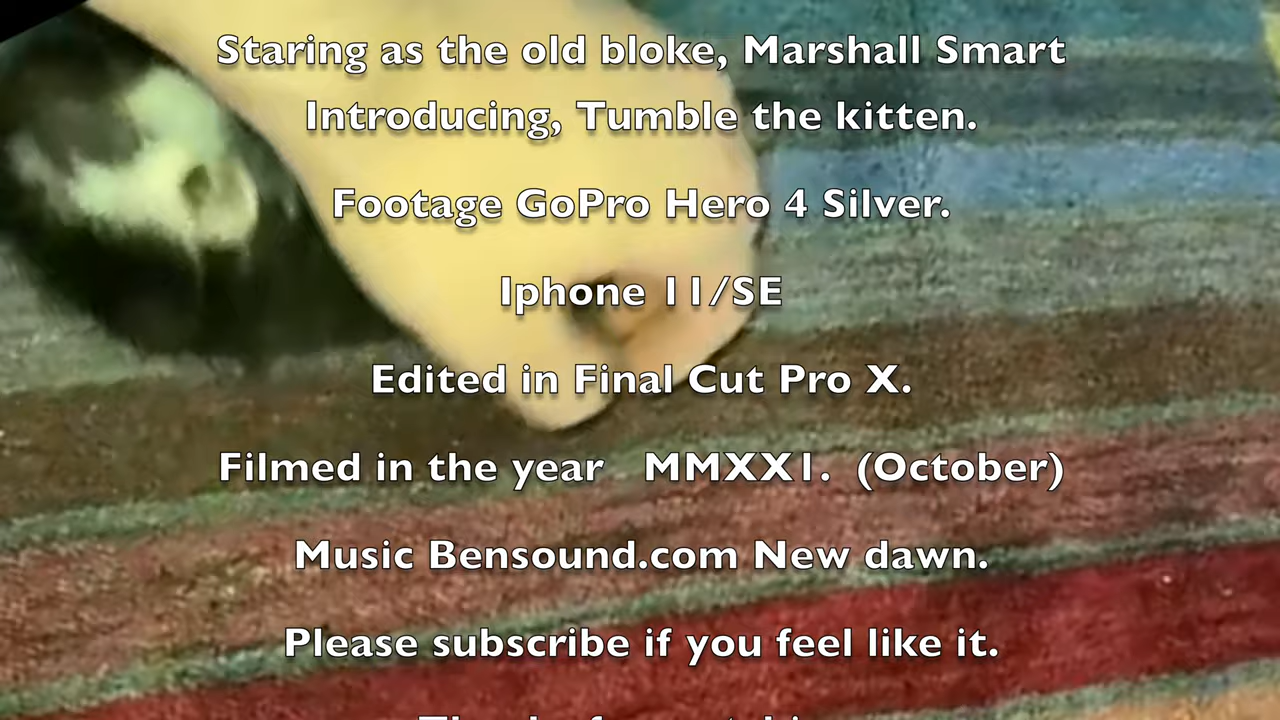 Staring as the old bloke, Marshall Smart
Introducing, Tumble the kitten.
Footage GoPro Hero 4 Silver.
Iphone 11/SE
Edited in Final Cut Pro X.
Filmed in the year MMXX1. (October)
Music Bensound.com New dawn.
Please subscribe if you feel like it.